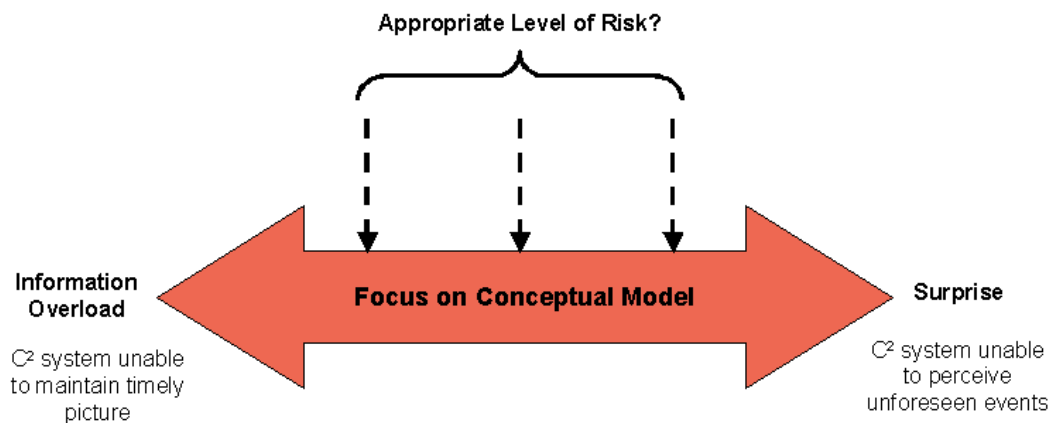 Appropriate Level of Risk?
Information
Overload
C² system unable
to maintain timely
picture
Focus on Conceptual Model
Surprise
C² system unable
to perceive
unforeseen events